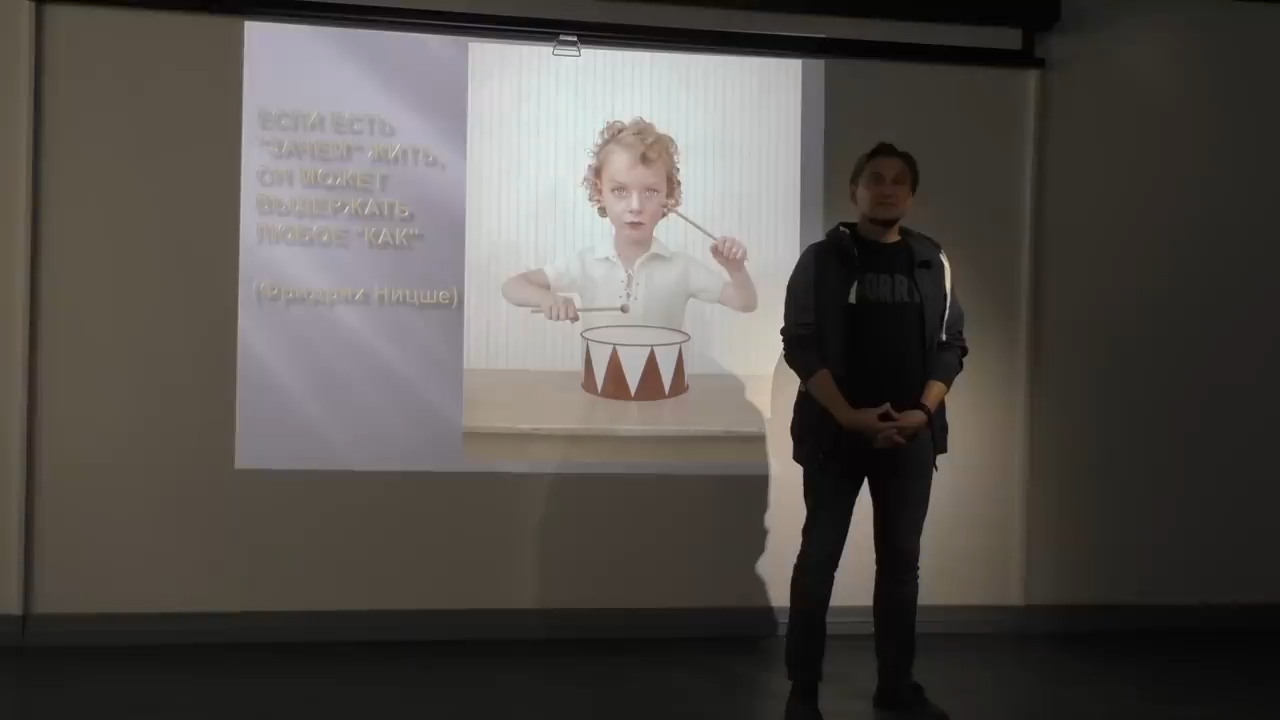 ЕСЛИ ЕСТЬ
"ЗАЧЕМ" ЖИТЬ,
ОН МОЖЕТ
ВЫДЕРЖАТЬ
ЛЮБОЕ "КАК"
(Фридрих Ницше)